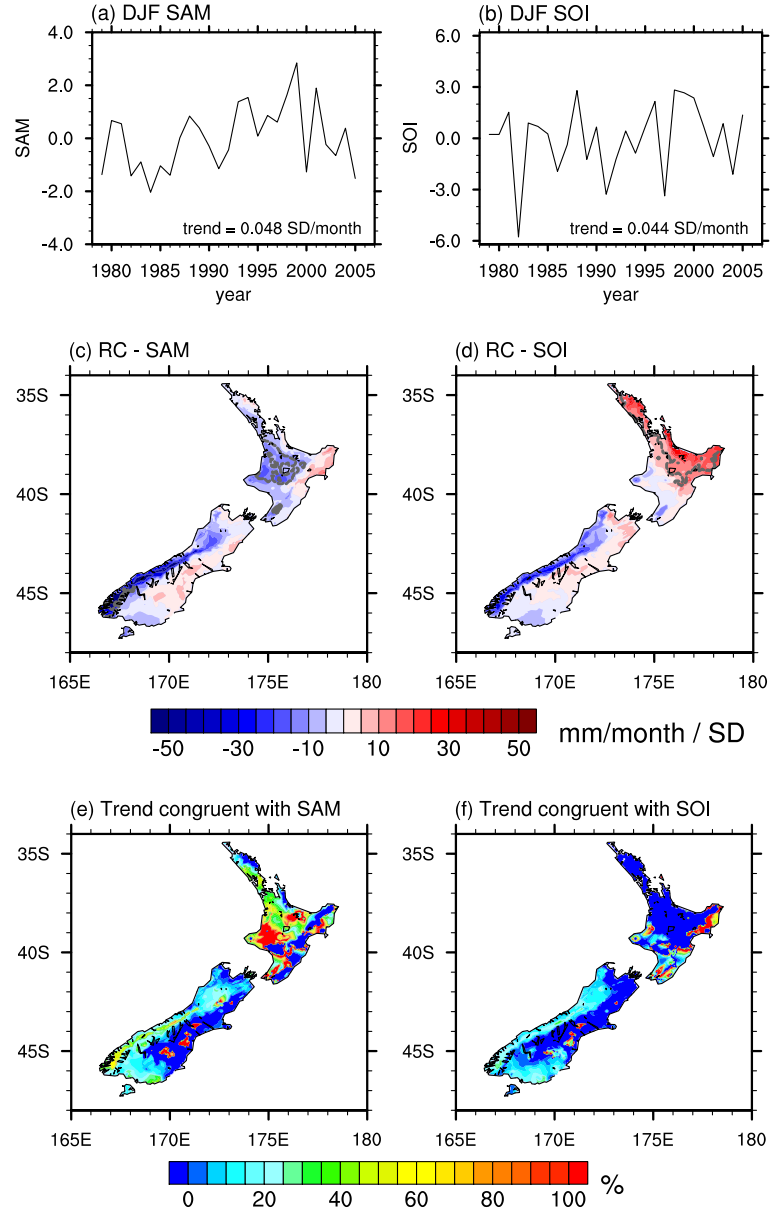 (a) DJF SAM
(b) DJF SOI
4.0
2.0
0.0
-2.0
-4.0
SAM
trend = 0.048 SD/month
1980 1985 1990 1995 2000 2005
year
6.0
3.0
0.0
-3.0
-6.0
SOI
trend = 0.044 SD/month
1980 1985 1990 1995 2000 2005
year
(c) RC - SAM
(d) RC - SOI
35S
40S
45S
165E 170E 175E 180
35S
40S
45S
165E 170E 175E 180
-50 -30 -10 10 30 50
mm/month / SD
(e) Trend congruent with SAM
(f) Trend congruent with SOI
35S
40S
45S
165E 170E 175E 180
35S
40S
45S
165E 170E 175E 180
0 20 40 60 80 100
%